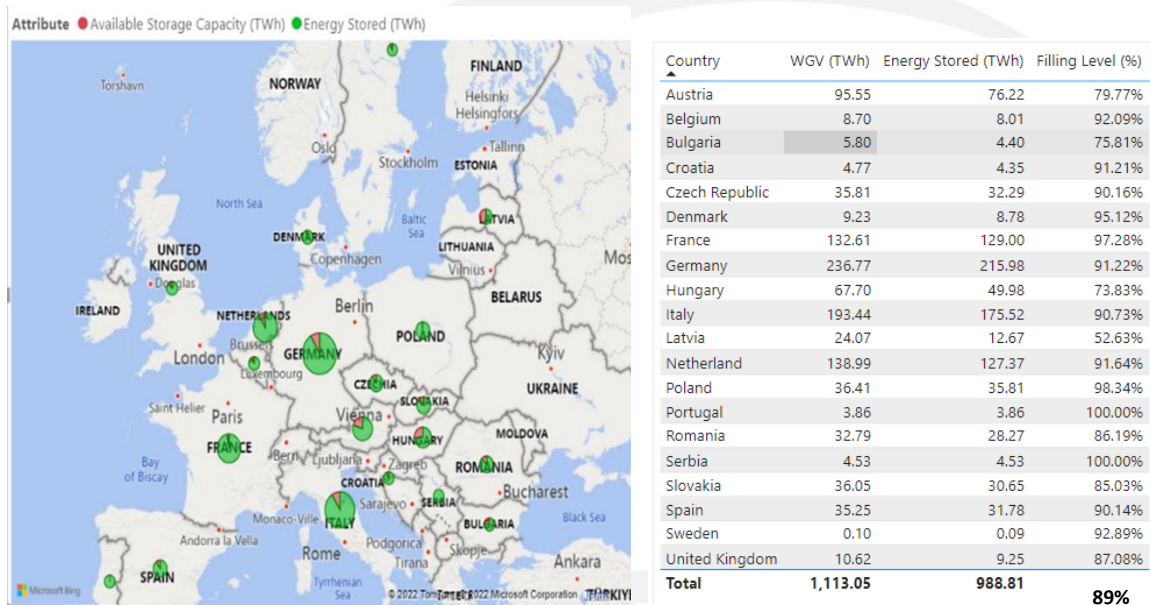 Attribute Available Storage Capacity (TWh) Energy Stored (TWh)
Torshavn
NORWAY
FINLAND
Helsinki
Helsingfors
Oslo
Stockholm
Tallinn
ESTONIA
North Sea
Baltic
Sea
LATVIA
DENMARK
Copenhagen
LITHUANIA
Vilnius
Mos
UNITED
KINGDOM
Douglas
IRELAND
BELARUS
NETHERLANDS
Berlin
POLAND
London
Brussels
GERMANY
Kyiv
Luxembourg
CZECHIA
UKRAINE
SLOVAKIA
Saint Helier
Paris
Vienna
HUNGARY
MOLDOVA
FRANCE
Bern
Ljubljana
Zagreb
ROMANIA
Bay
of Biscay
CROATIA
Bucharest
Sarajevo
SERBIA
Monaco-Ville
ITALY
BULGARIA
Black Sea
Andorra la Vella
Podgorica
Skopje
Rome
Tirana
Ankara
SPAIN
Tyrrhenian
Sea
Microsoft Bing
© 2022 Microsoft Corporation
Country WGV (TWh) Energy Stored (TWh) Filling Level (%)
Austria 95.55 76.22 79.77%
Belgium 8.70 8.01 92.09%
Bulgaria 5.80 4.40 75.81%
Croatia 4.77 4.35 91.21%
Czech Republic 35.81 32.29 90.16%
Denmark 9.23 8.78 95.12%
France 132.61 129.00 97.28%
Germany 236.77 215.98 91.22%
Hungary 67.70 49.98 73.83%
Italy 193.44 175.52 90.73%
Latvia 24.07 12.67 52.63%
Netherland 138.99 127.37 91.64%
Poland 36.41 35.81 98.34%
Portugal 3.86 3.86 100.00%
Romania 32.79 28.27 86.19%
Serbia 4.53 4.53 100.00%
Slovakia 36.05 30.65 85.03%
Spain 35.25 31.78 90.14%
Sweden 0.10 0.09 92.89%
United Kingdom 10.62 9.25 87.08%
Total 1,113.05 988.81
89%